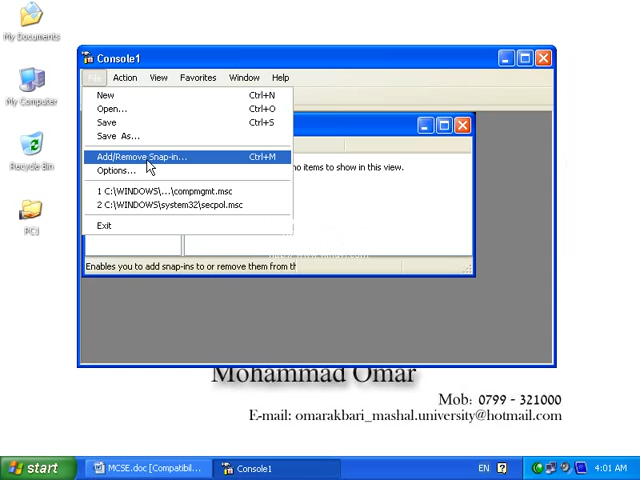 My Documents
My Computer
Recycle Bin
PC1
Console1
File Action View Favorites Window Help
New Ctrl+N
Open... Ctrl+O
Save Ctrl+S
Save As...
Add/Remove Snap-in... Ctrl+M
Options...
1 C:\WINDOWS\...\compmgmt.msc
2 C:\WINDOWS\system32\secpol.msc
Exit
no items to show in this view.
Enables you to add snap-ins to or remove them from th
Mohammad Omar
Mob: 0799 - 321000
E-mail: omarakbari_mashal.university@hotmail.com
start
MCSE.doc [Compatibil...
Console1
EN
4:01 AM